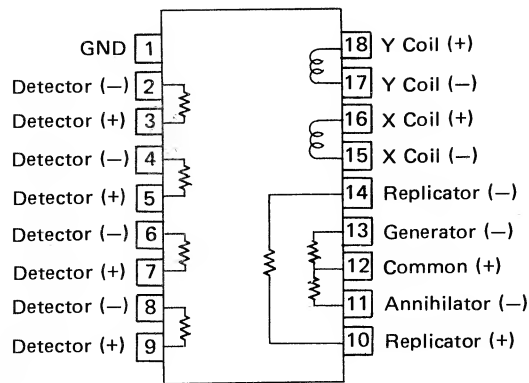 GND 1
Detector (—) 2
Detector (+) 3
Detector (—) 4
Detector (+) 5
Detector (—) 6
Detector (+) 7
Detector (—) 8
Detector (+) 9
18 Y Coil (+)
17 Y Coil (—)
16 X Coil (+)
15 X Coil (—)
14 Replicator (—)
13 Generator (—)
12 Common (+)
11 Annihilator (—)
10 Replicator (+)